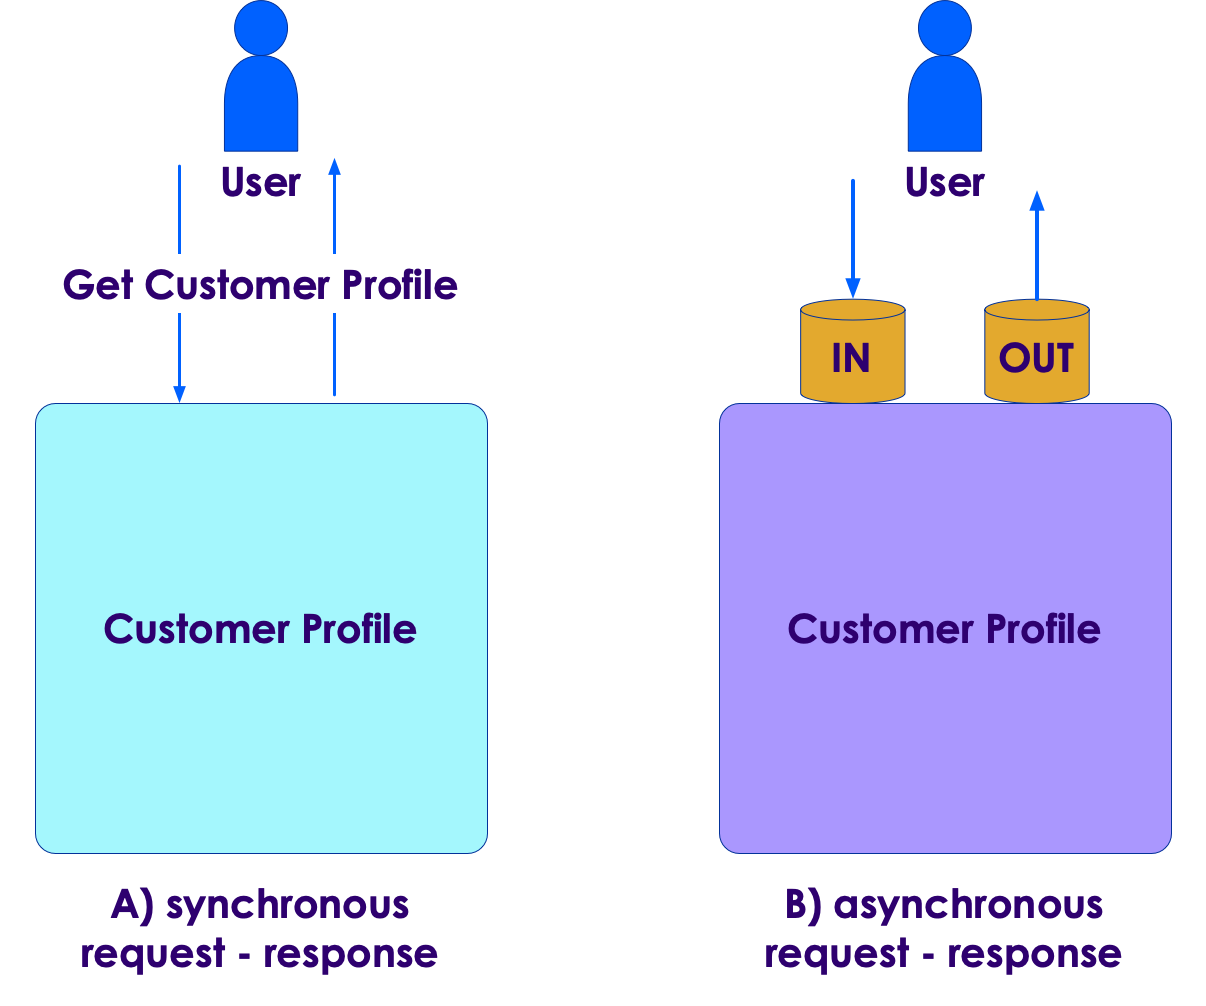 User
Get Customer Profile
Customer Profile
A) synchronous
request - response
User
IN
OUT
Customer Profile
B) asynchronous
request - response